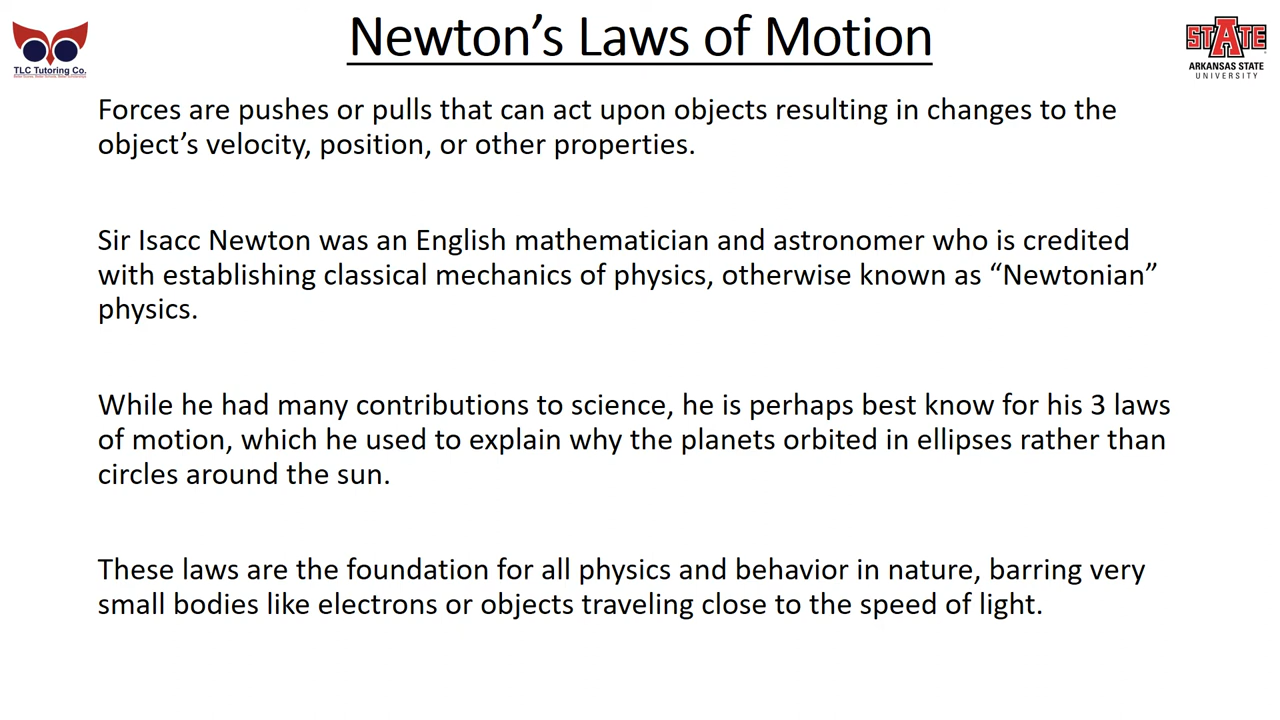 Newton’s Laws of Motion
TLC Tutoring Co.
STATE
ARKANSAS STATE
UNIVERSITY
Forces are pushes or pulls that can act upon objects resulting in changes to the
object’s velocity, position, or other properties.
Sir Isacc Newton was an English mathematician and astronomer who is credited
with establishing classical mechanics of physics, otherwise known as “Newtonian”
physics.
While he had many contributions to science, he is perhaps best know for his 3 laws
of motion, which he used to explain why the planets orbited in ellipses rather than
circles around the sun.
These laws are the foundation for all physics and behavior in nature, barring very
small bodies like electrons or objects traveling close to the speed of light.